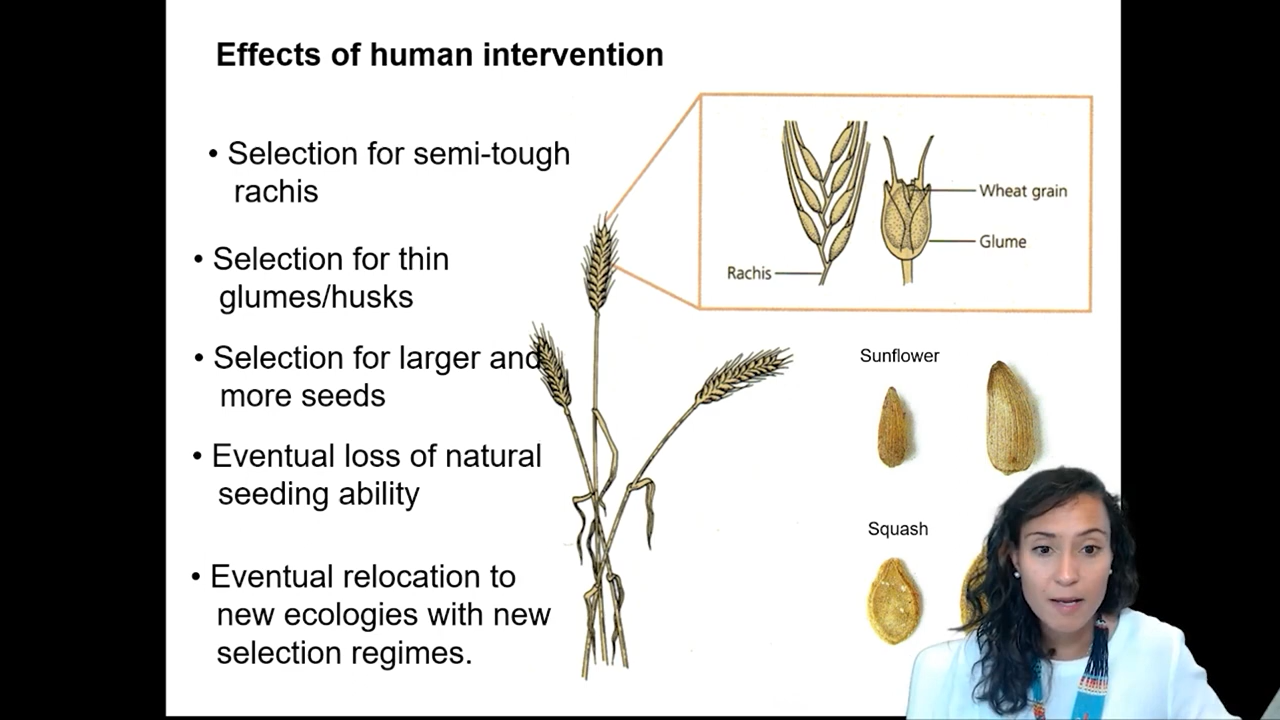 Effects of human intervention
• Selection for semi-tough
rachis
• Selection for thin
glumes/husks
• Selection for larger and
more seeds
• Eventual loss of natural
seeding ability
• Eventual relocation to
new ecologies with new
selection regimes.
Wheat grain
Glume
Rachis
Sunflower
Squash